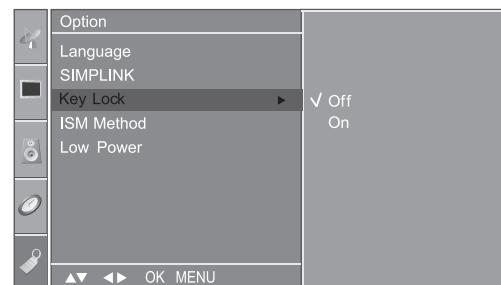 Option
Language
SIMPLINK
Key Lock ►
ISM Method
Low Power
√ Off
On
▲▼ ◄► OK MENU